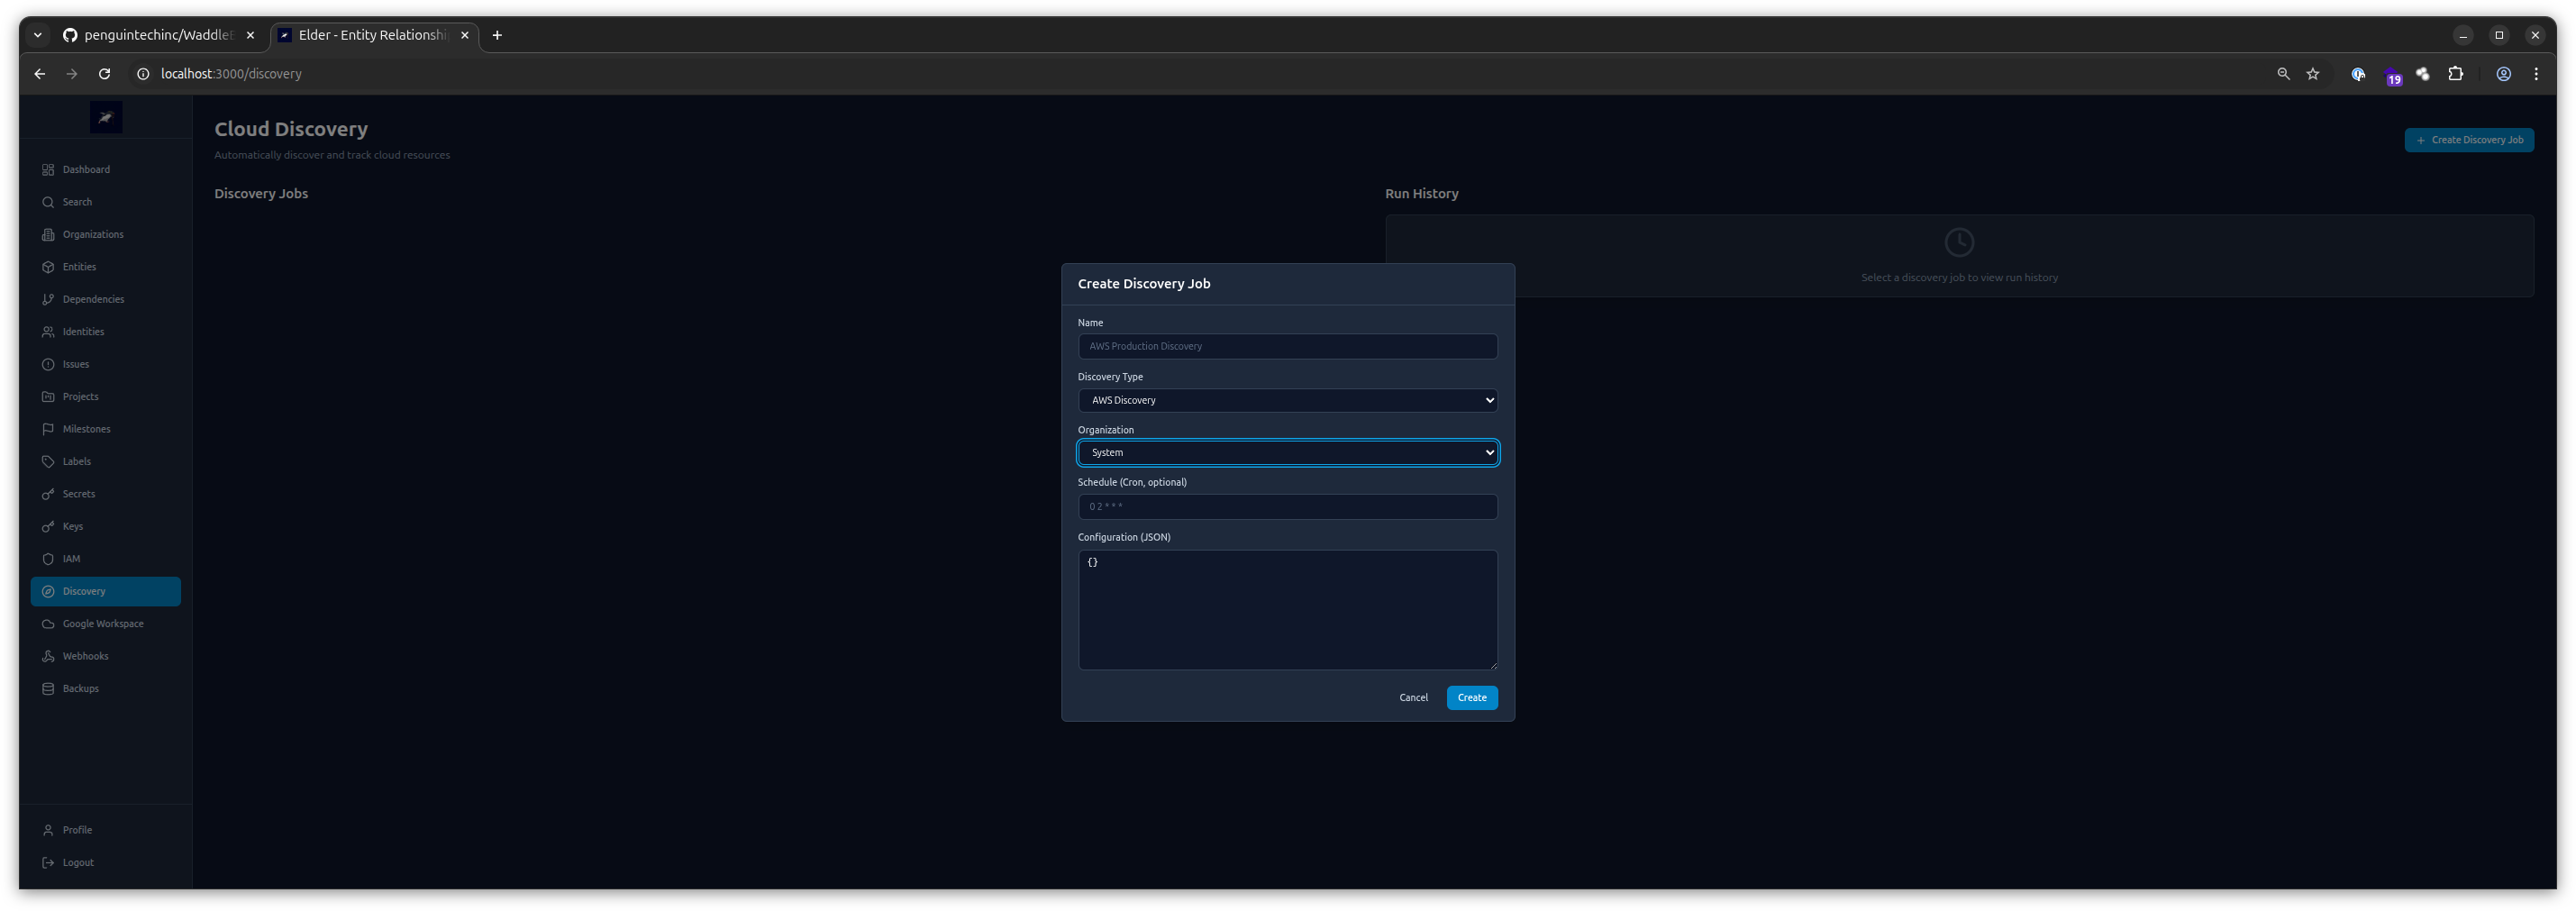 penguintechinc/Waddle
Elder - Entity Relationshi
localhost:3000/discovery
19
Dashboard
Search
Organizations
Entities
Dependencies
Identities
Issues
Projects
Milestones
Labels
Secrets
Keys
IAM
Discovery
Google Workspace
Webhooks
Backups
Profile
Logout
Cloud Discovery
Automatically discover and track cloud resources
Create Discovery Job
Discovery Jobs
Run History
Select a discovery job to view run history
Create Discovery Job
Name
AWS Production Discovery
Discovery Type
AWS Discovery
Organization
System
Schedule (Cron, optional)
0 2 * * *
Configuration (JSON)
{}
Cancel
Create